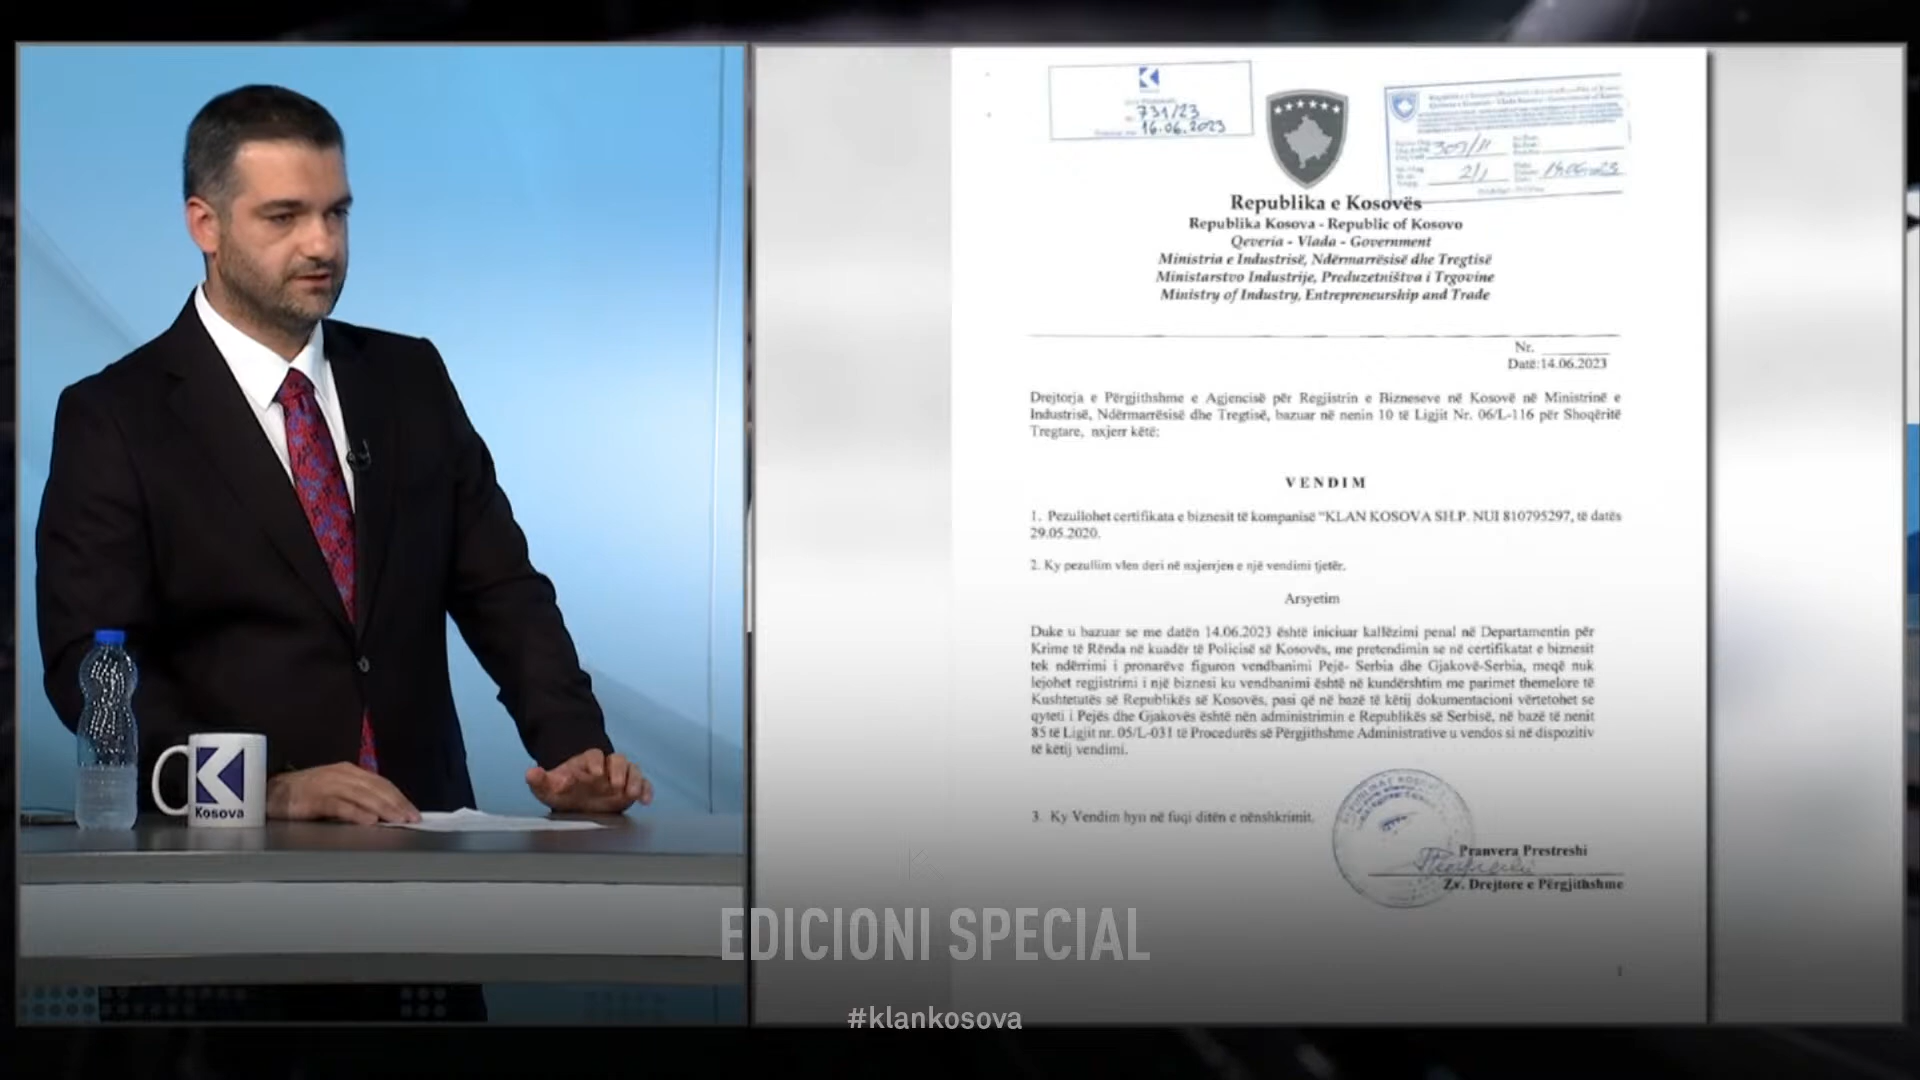 731/23
16.06.2023
309/11
2/1
Republika e Kosovës
Republika Kosova - Republic of Kosovo
Qeveria - Vlada - Government
Ministria e Industrisë, Ndërmarrësisë dhe Tregtisë
Ministarstvo Industrije, Preduzetništva i Trgovine
Ministry of Industry, Entrepreneurship and Trade
Nr.
Datë:14.06.2023
Drejtorja e Përgjithshme e Agjencisë për Regjistrin e Bizneseve në Kosovë në Ministrinë e
Industrisë, Ndërmarrësisë dhe Tregtisë, bazuar në nenin 10 të Ligjit Nr. 06/L-116 për Shoqëritë
Tregtare, nxjerr këtë:
VENDIM
1. Pezullohet certifikata e biznesit të kompanisë "KLAN KOSOVA SH.P. NUI 810795297, të datës
29.05.2020.
2. Ky pezullim vlen deri në nxjerrjen e një vendimi tjetër.
Arsyetim
Duke u bazuar se me datën 14.06.2023 është iniciuar kallëzimi penal në Departamentin për
Krime të Rënda në kuadër të Policisë së Kosovës, me pretendimin se në certifikatat e biznesit
tek ndërrimi i pronarëve figuron vendbanimi Pejë- Serbia dhe Gjakovë-Serbia, meqë nuk
lejohet regjistrimi i një biznesi ku vendbanimi është në kundërshtim me parimet themelore të
Kushtetutës së Republikës së Kosovës, pasi që në bazë të këtij dokumentacioni vërtetohet se
qyteti i Pejës dhe Gjakovës është nën administrimin e Republikës së Serbisë, në bazë të nenit
85 të Ligjit nr. 05/L-031 të Procedurës së Përgjithshme Administrative u vendos si në dispozitiv
të këtij vendimi.
3. Ky Vendim hyn në fuqi ditën e nënshkrimit.
Pranvera Prestreshi
Zv. Drejtore e Përgjithshme
1
Kosova
EDICIONI SPECIAL
#klankosova